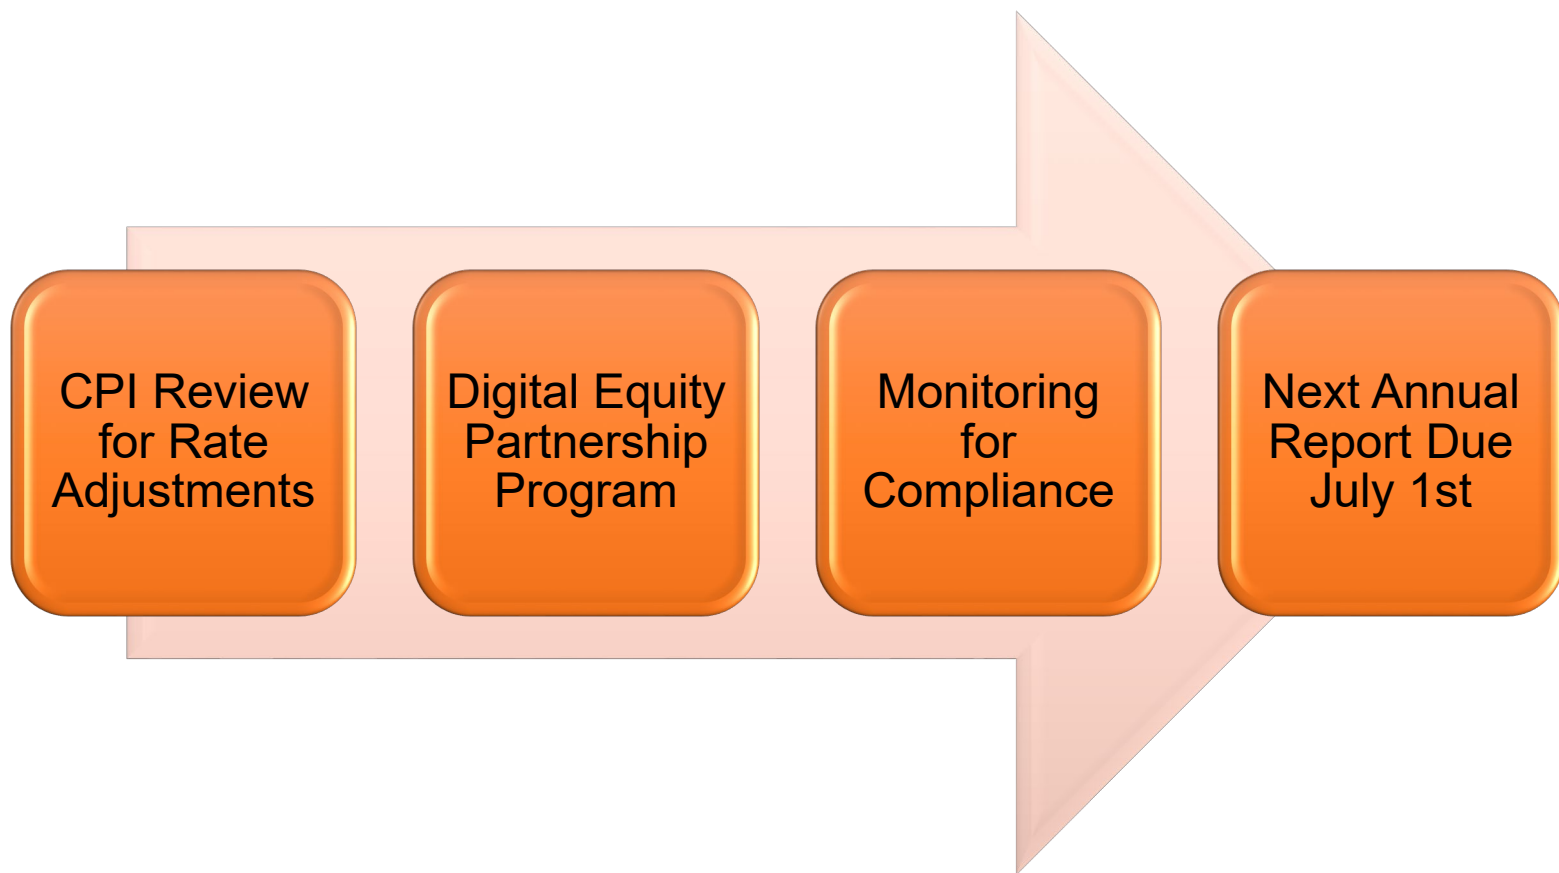 CPI Review
for Rate
Adjustments
Digital Equity
Partnership
Program
Monitoring
for
Compliance
Next Annual
Report Due
July 1st